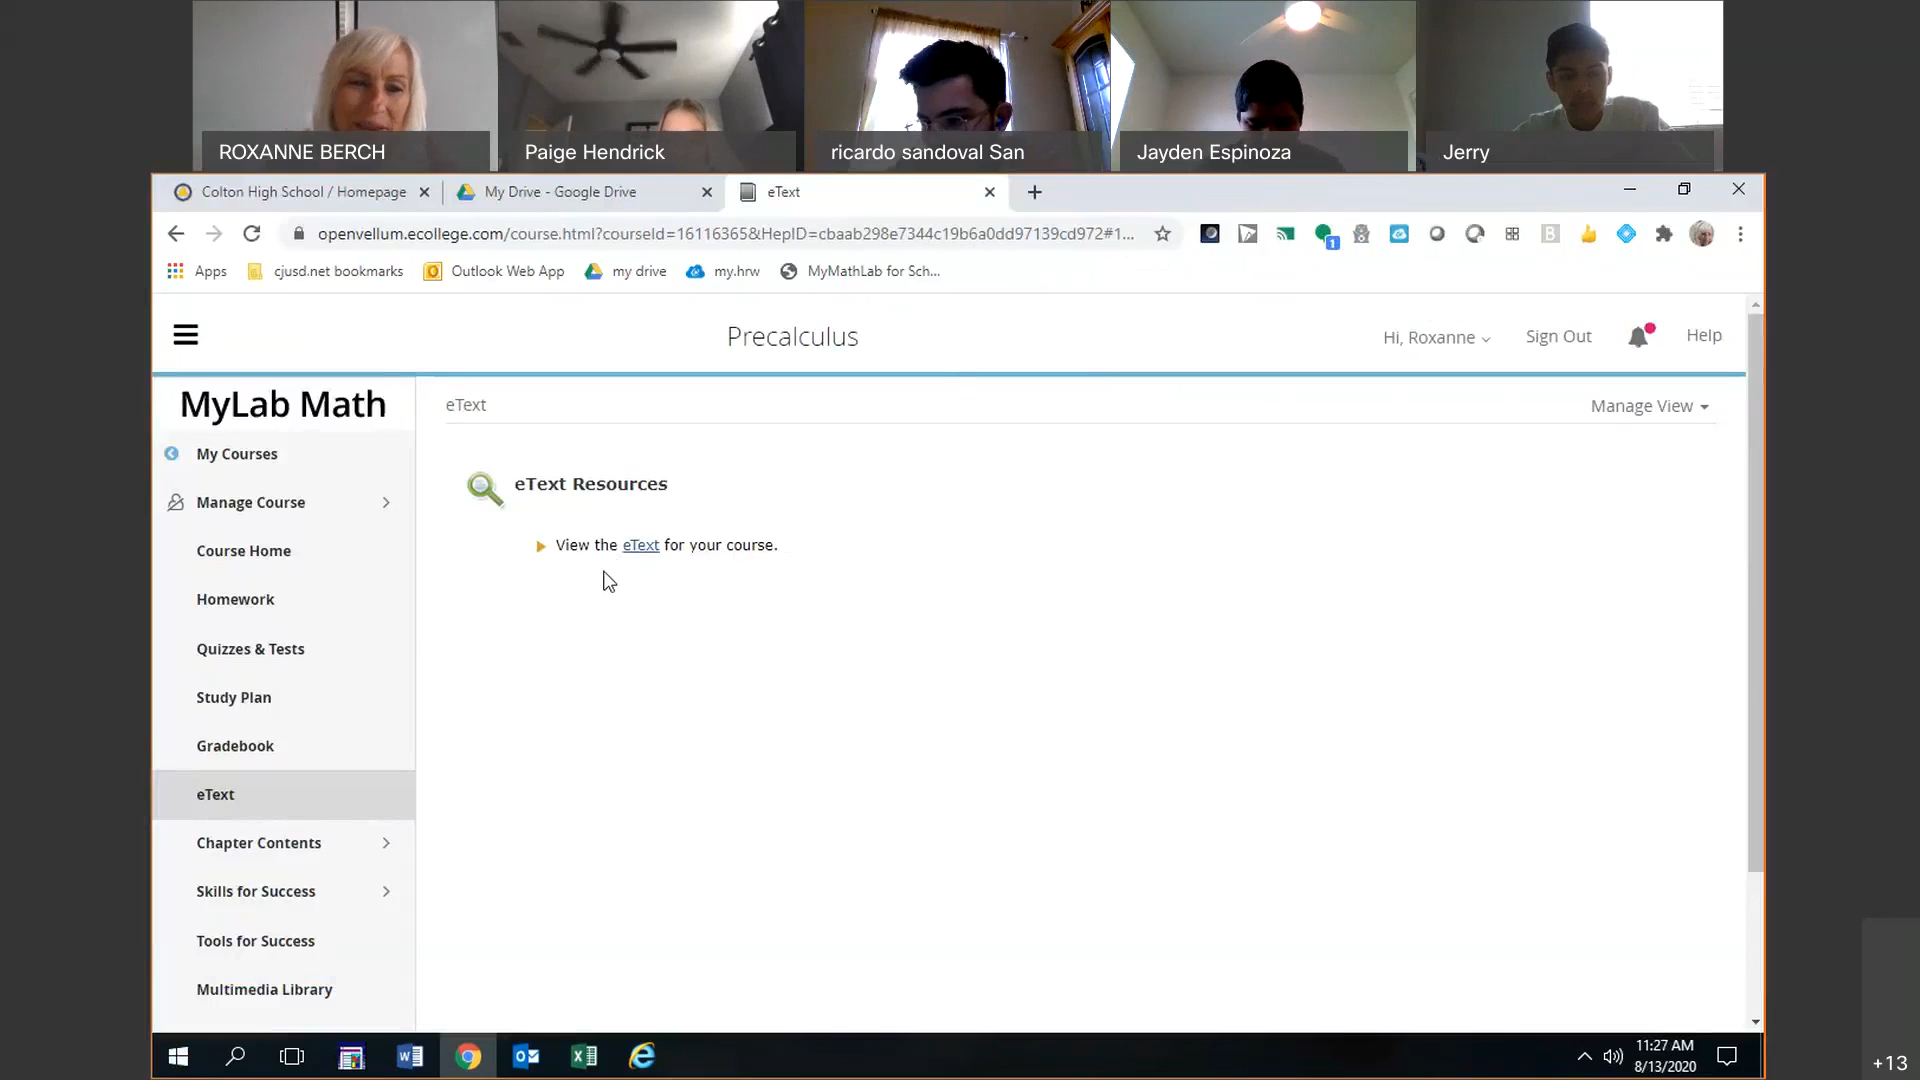 ROXANNE BERCH
Paige Hendrick
ricardo sandoval San
Jayden Espinoza
Jerry
Colton High School / Homepage
My Drive - Google Drive
eText
openvellum.ecollege.com/course.html?courseId=16116365&HepID=cbaab298e7344c19b6a0dd97139cd972#1...
1
Apps
cjusd.net bookmarks
Outlook Web App
my drive
my.hrw
MyMathLab for Sch...
Precalculus
Hi, Roxanne
Sign Out
Help
MyLab Math
eText
Manage View
My Courses
Manage Course
Course Home
Homework
Quizzes & Tests
Study Plan
Gradebook
eText
Chapter Contents
Skills for Success
Tools for Success
Multimedia Library
eText Resources
View the eText for your course.
11:27 AM
8/13/2020
+13